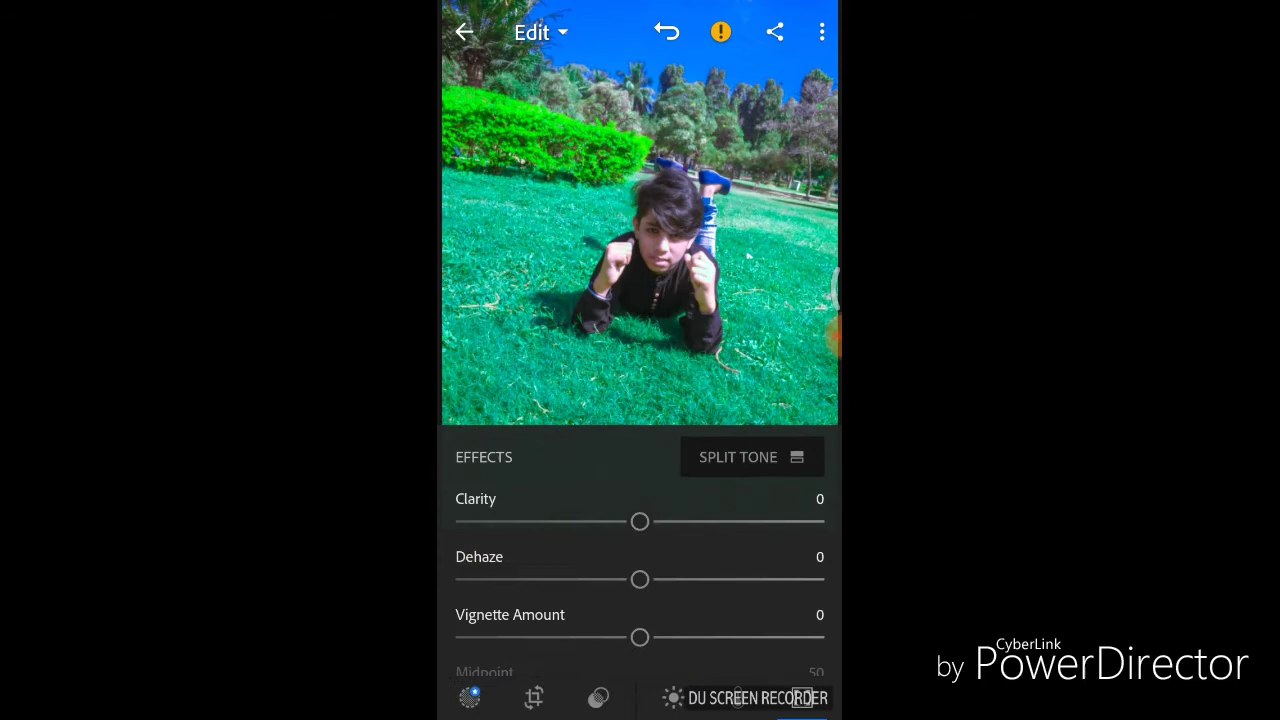 Edit
EFFECTS
SPLIT TONE
Clarity 0
Dehaze 0
Vignette Amount 0
Midpoint 50
DU SCREEN RECORDER
CyberLink
by PowerDirector